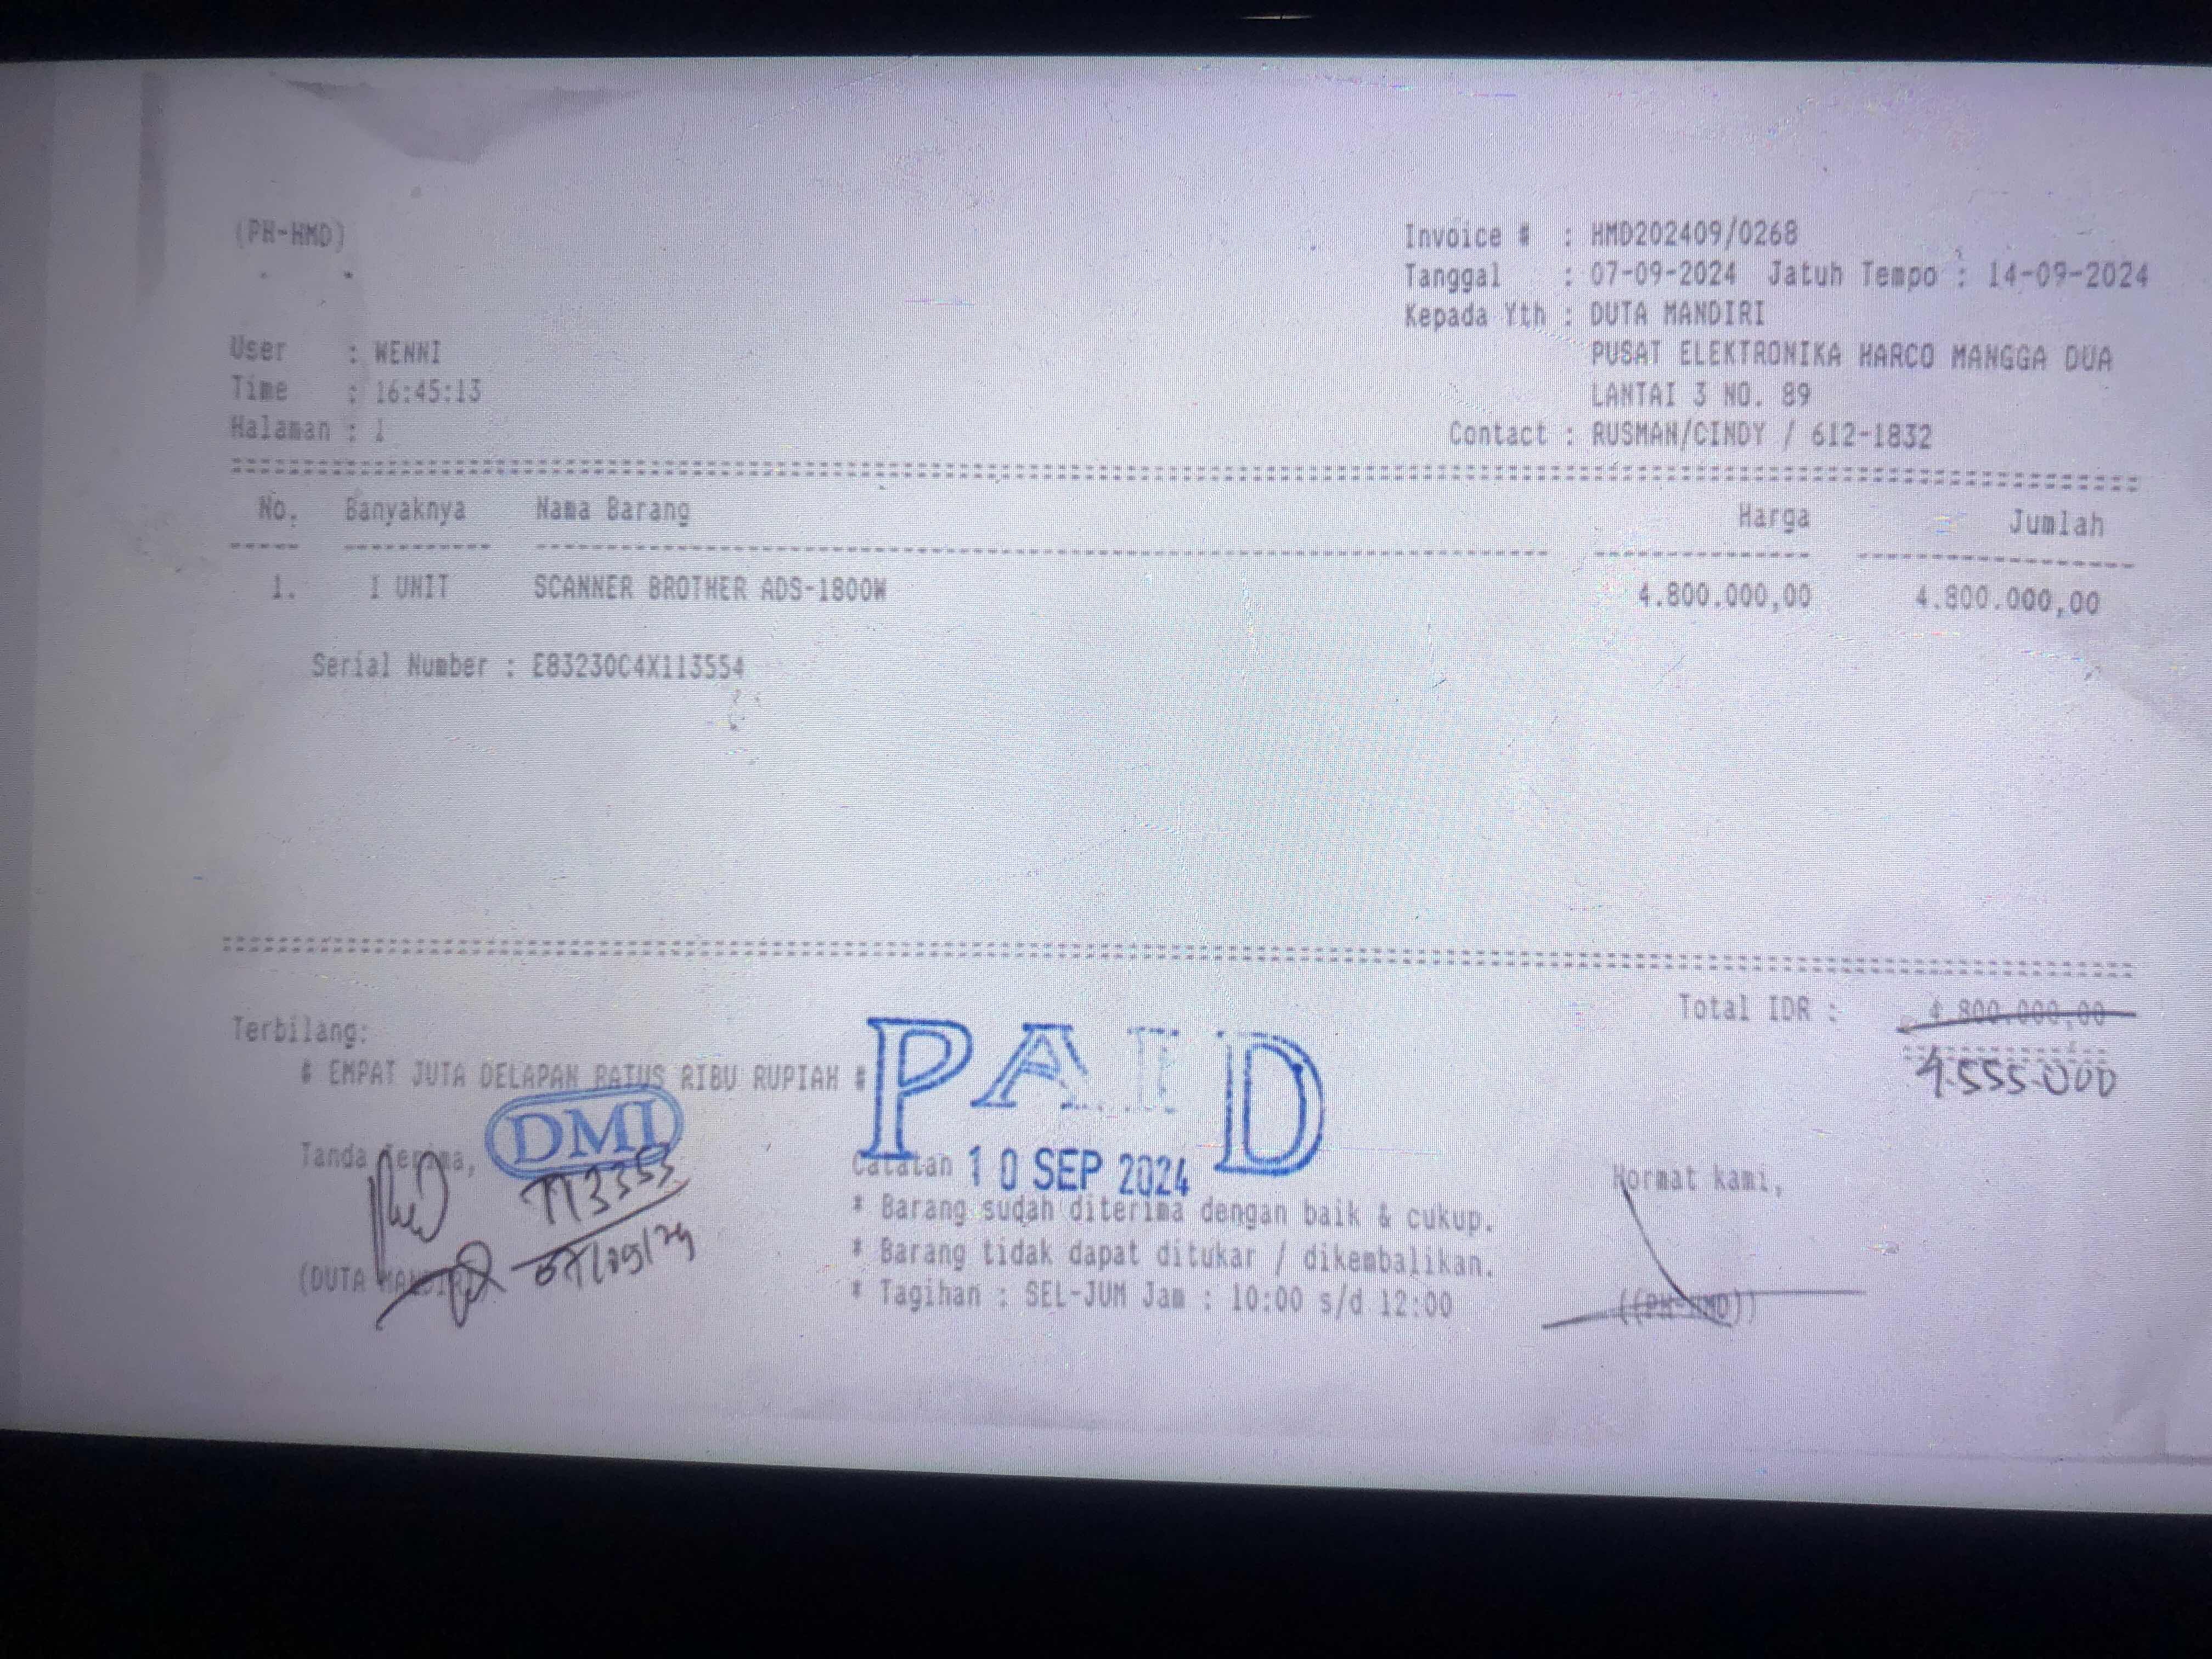 (PH-HMD)
Invoice # : HMD202409/0268
Tanggal : 07-09-2024 Jatuh Tempo : 14-09-2024
Kepada Yth : DUTA MANDIRI
PUSAT ELEKTRONIKA HARCO MANGGA DUA
LANTAI 3 NO. 89
Contact : RUSMAN/CINDY / 612-1832
User : WENNI
Time : 16:45:13
Halaman : 1
No. Banyaknya Nama Barang Harga Jumlah
1. 1 UNIT SCANNER BROTHER ADS-1800W 4.800.000,00 4.800.000,00
Serial Number : E83230C4X113554
Total IDR : 4.800.000,00
4.555.000
Terbilang:
# EMPAT JUTA DELAPAN RATUS RIBU RUPIAH #
PAID
10 SEP 2024
DMI
Tanda Terima,
07/09/24
(DUTA MANDIRI)
Catatan
* Barang sudah diterima dengan baik & cukup.
* Barang tidak dapat ditukar / dikembalikan.
* Tagihan : SEL-JUM Jam : 10:00 s/d 12:00
Hormat kami,
((PH-HMD))